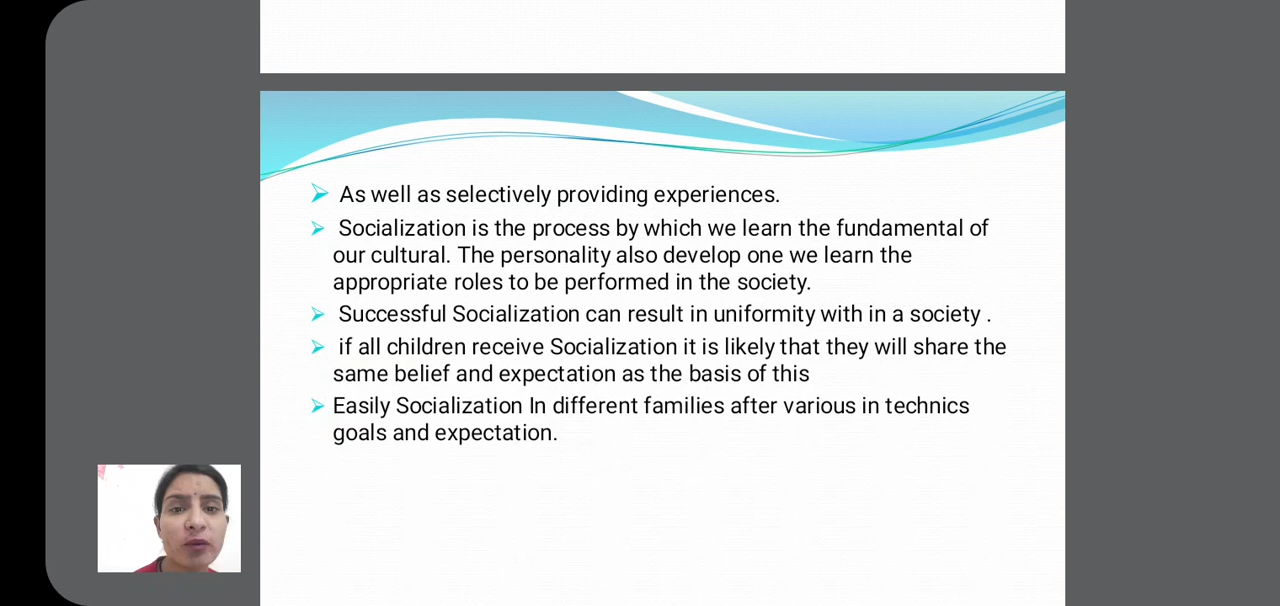 As well as selectively providing experiences.
Socialization is the process by which we learn the fundamental of
our cultural. The personality also develop one we learn the
appropriate roles to be performed in the society.
Successful Socialization can result in uniformity with in a society .
if all children receive Socialization it is likely that they will share the
same belief and expectation as the basis of this
Easily Socialization In different families after various in technics
goals and expectation.